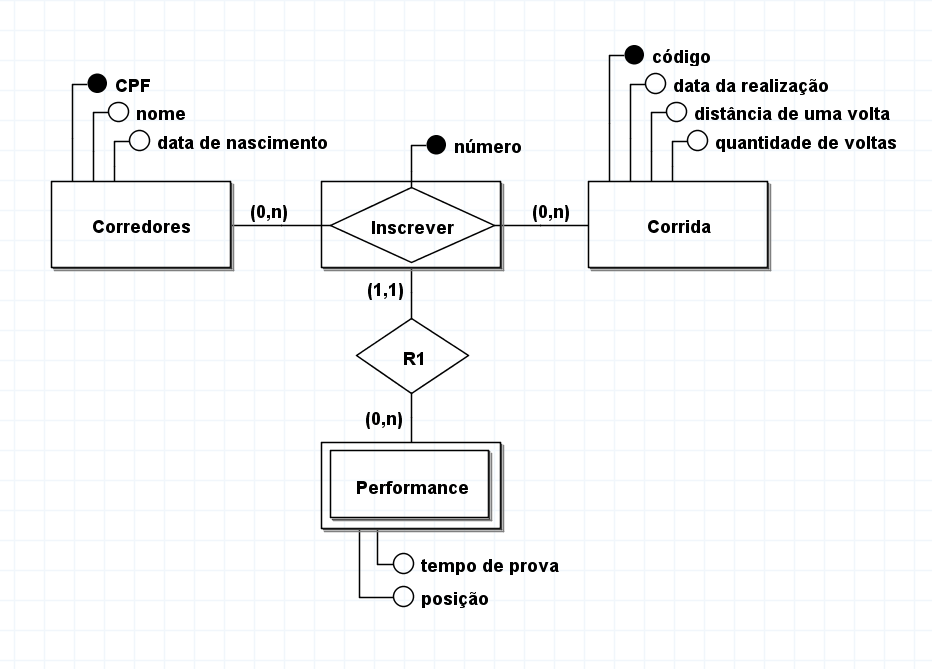 CPF
nome
data de nascimento
código
data da realização
distância de uma volta
quantidade de voltas
número
Corredores
(0,n)
Inscrever
(0,n)
Corrida
(1,1)
R1
(0,n)
Performance
tempo de prova
posição